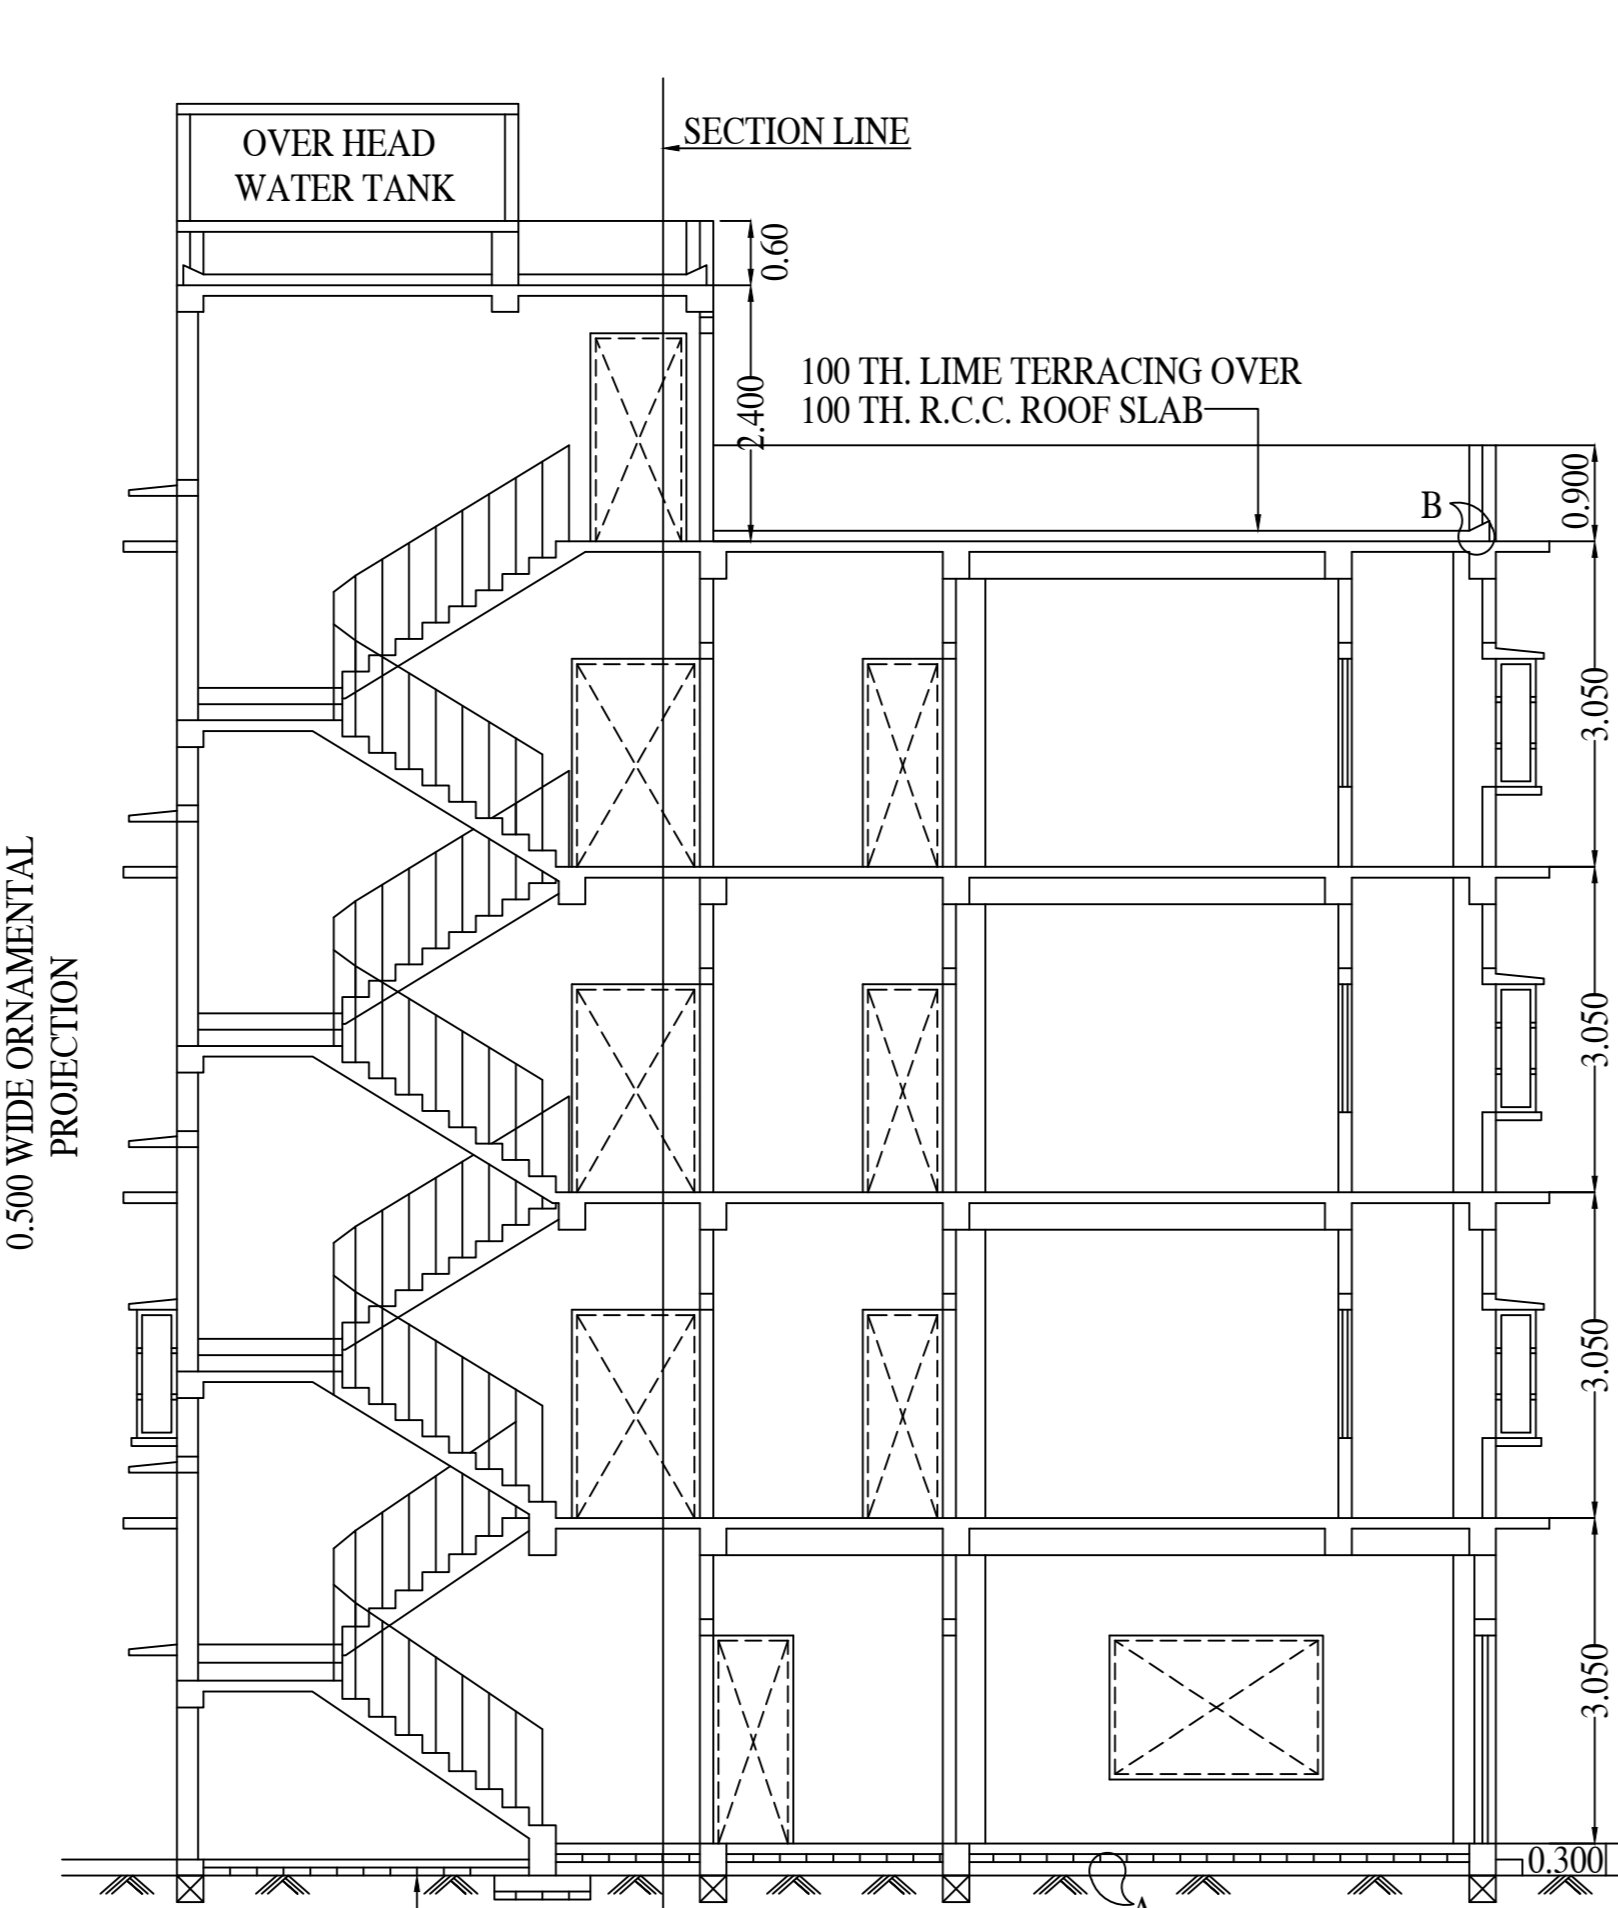 OVER HEAD
WATER TANK
SECTION LINE
0.60
2.400
100 TH. LIME TERRACING OVER
100 TH. R.C.C. ROOF SLAB
B
0.900
3.050
0.500 WIDE ORNAMENTAL
PROJECTION
3.050
3.050
3.050
0.300
A